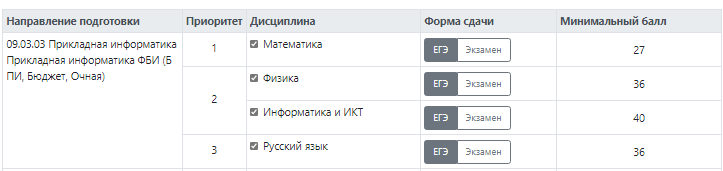 Направление подготовки Приоритет Дисциплина Форма сдачи Минимальный балл
09.03.03 Прикладная информатика
Прикладная информатика ФБИ (Б
ПИ, Бюджет, Очная)
1 Математика ЕГЭ Экзамен 27
2 Физика ЕГЭ Экзамен 36
Информатика и ИКТ ЕГЭ Экзамен 40
3 Русский язык ЕГЭ Экзамен 36